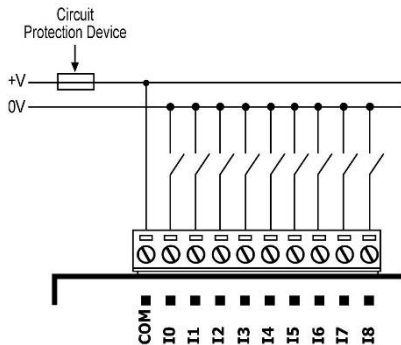 Circuit
Protection Device
+V
0V
COM
I0
I1
I2
I3
I4
I5
I6
I7
I8